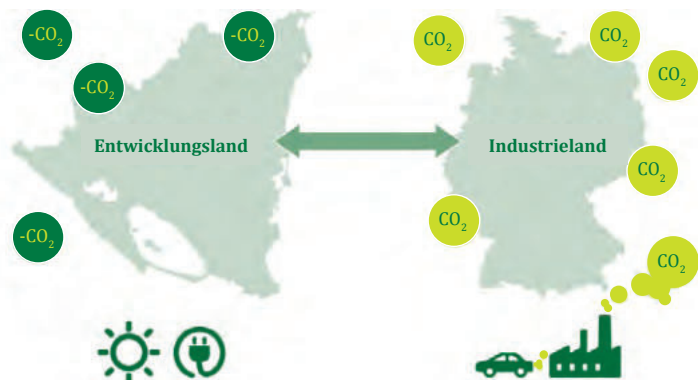 -CO₂
-CO₂
-CO₂
Entwicklungsland
-CO₂
CO₂
CO₂
CO₂
Industrieland
CO₂
CO₂
CO₂